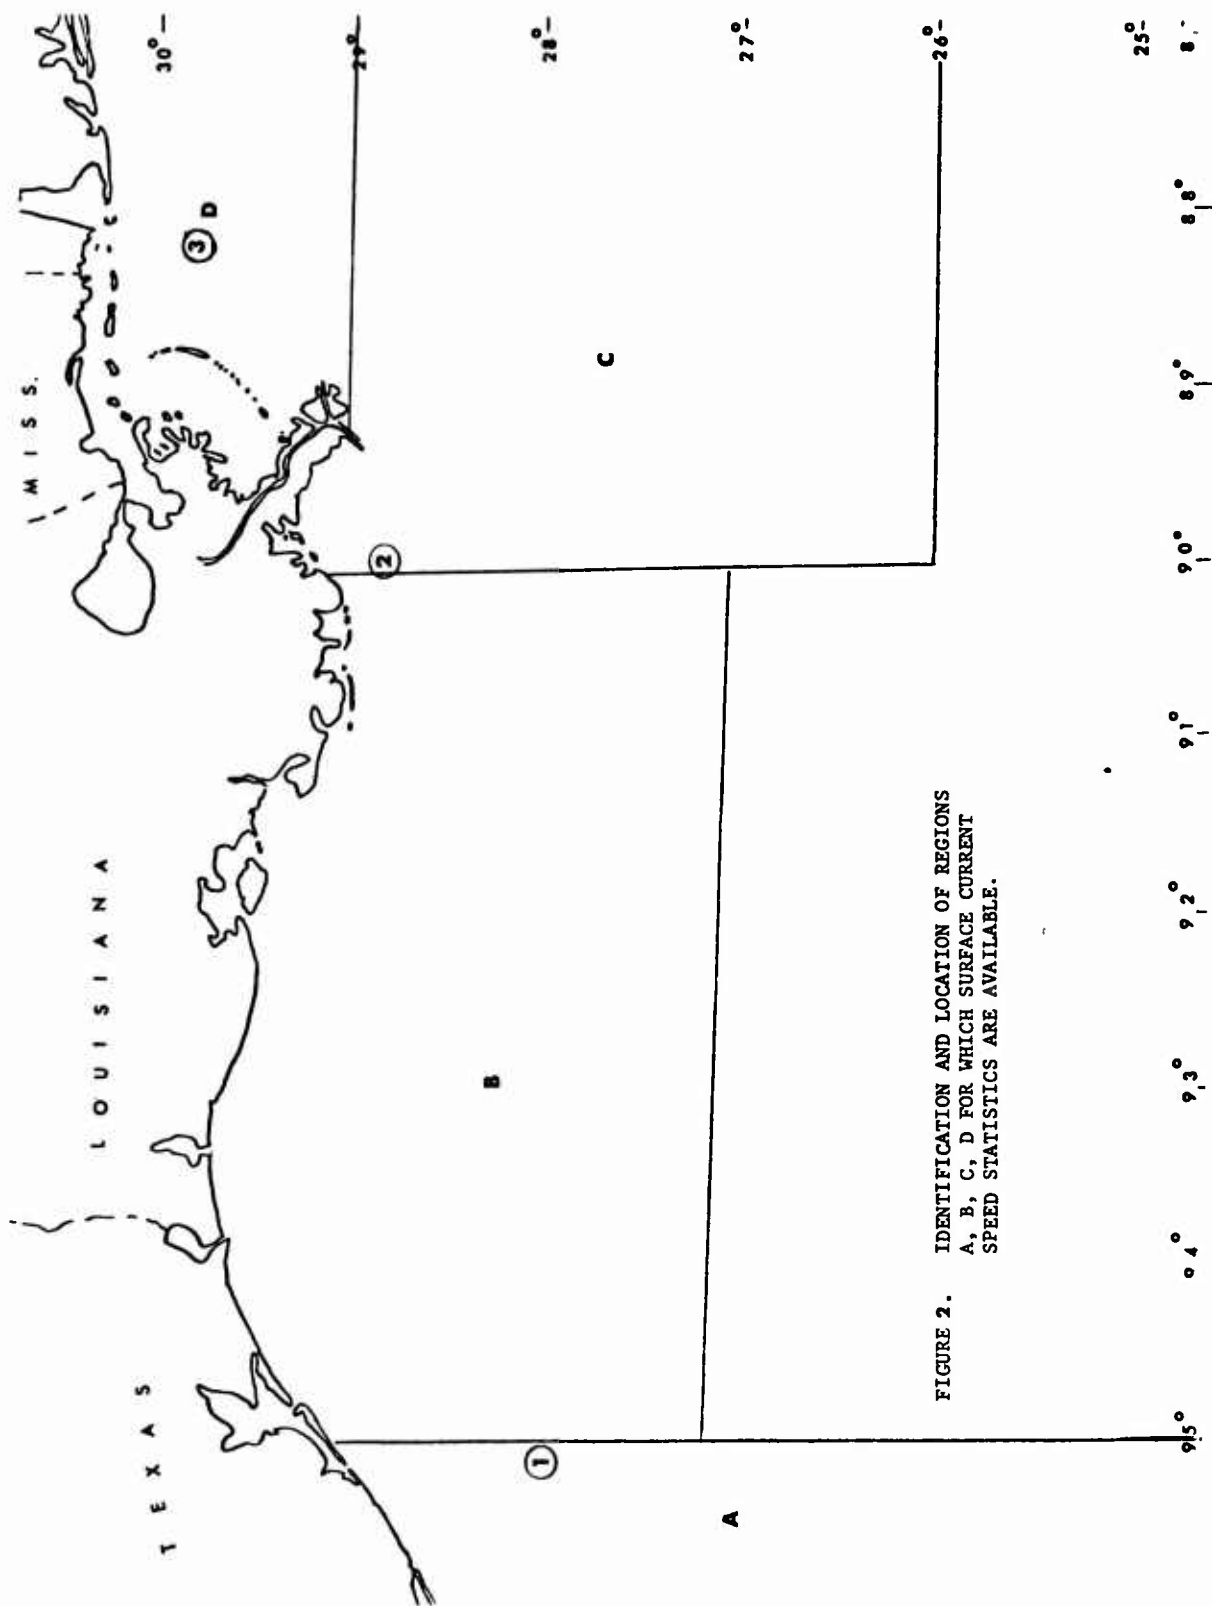 MISS.
LOUISIANA
TEXAS
30°
29°
28°
27°
26°
25°
3
D
2
C
B
1
A
95°
94°
93°
92°
91°
90°
89°
88°
FIGURE 2. IDENTIFICATION AND LOCATION OF REGIONS
A, B, C, D FOR WHICH SURFACE CURRENT
SPEED STATISTICS ARE AVAILABLE.